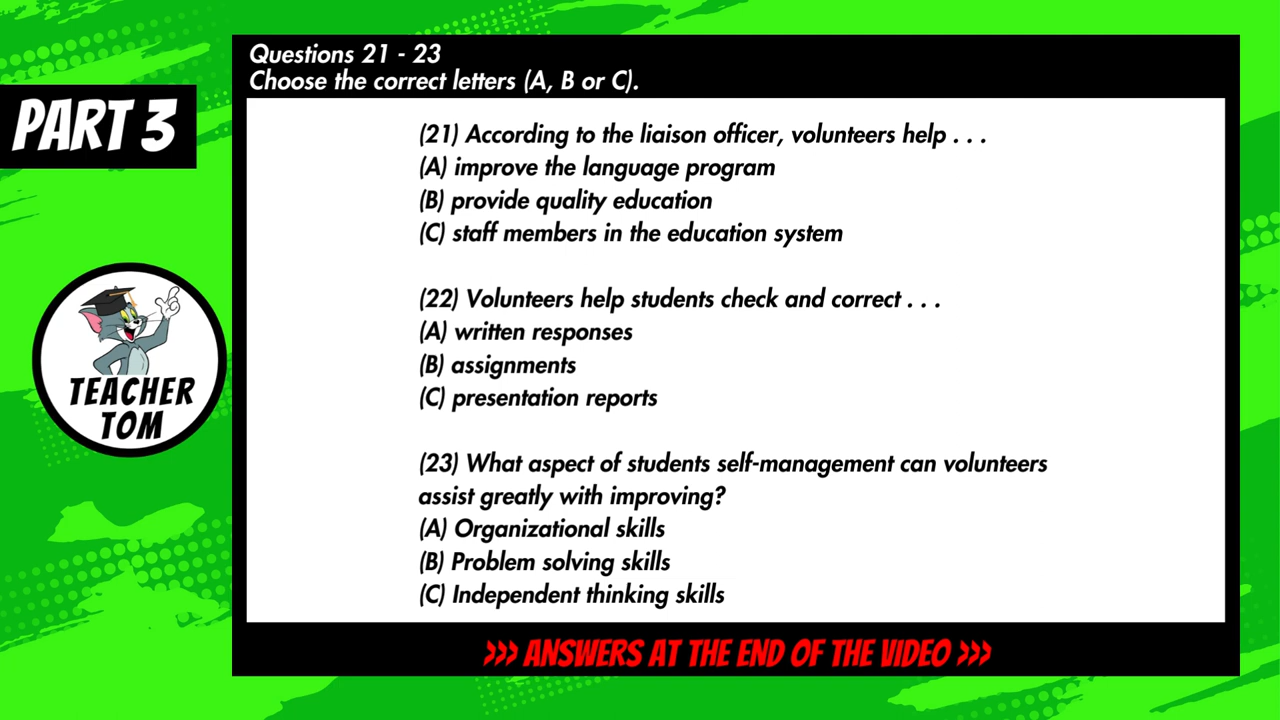 Questions 21 - 23
Choose the correct letters (A, B or C).
PART 3
(21) According to the liaison officer, volunteers help . . .
(A) improve the language program
(B) provide quality education
(C) staff members in the education system
(22) Volunteers help students check and correct . . .
(A) written responses
(B) assignments
(C) presentation reports
TEACHER
TOM
(23) What aspect of students self-management can volunteers
assist greatly with improving?
(A) Organizational skills
(B) Problem solving skills
(C) Independent thinking skills
>>> ANSWERS AT THE END OF THE VIDEO >>>